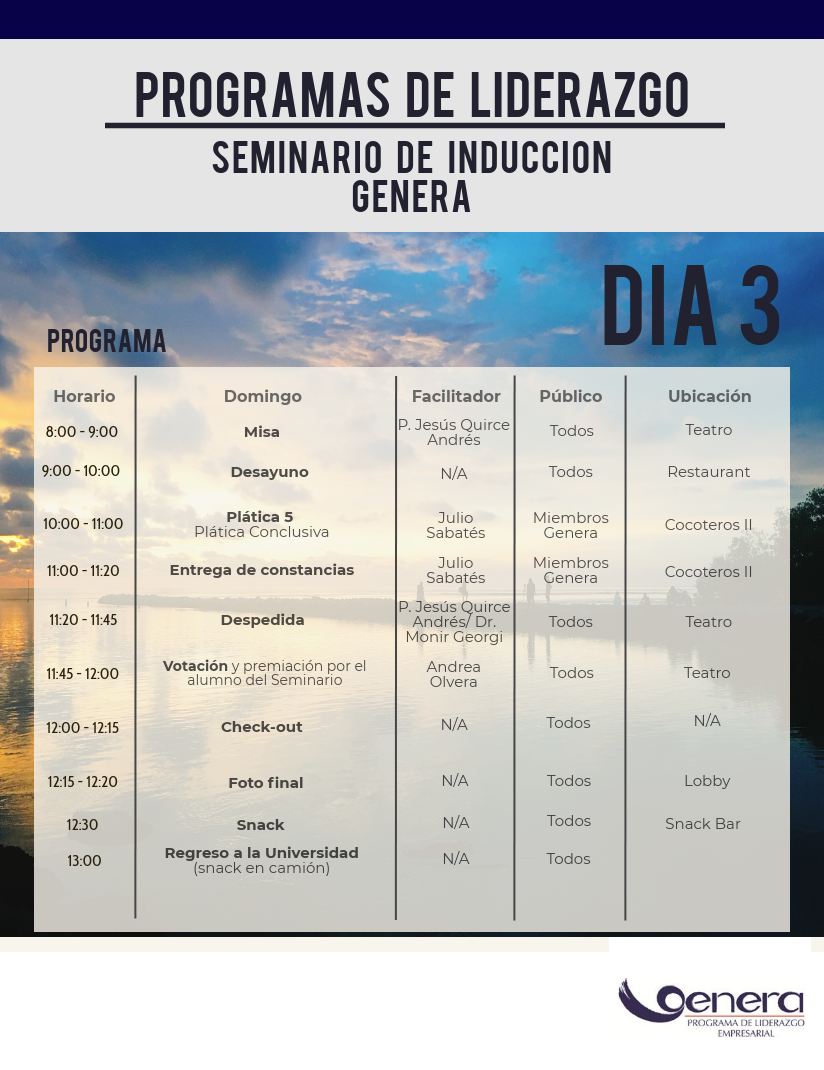 PROGRAMAS DE LIDERAZGO
SEMINARIO DE INDUCCION
GENERA
DIA 3
PROGRAMA
Horario Domingo Facilitador Público Ubicación
8:00 - 9:00 Misa P. Jesús Quirce Todos Teatro
Andrés
9:00 - 10:00 Desayuno N/A Todos Restaurant
10:00 - 11:00 Plática 5 Julio Miembros Cocoteros II
Plática Conclusiva Sabatés Genera
11:00 - 11:20 Entrega de constancias Julio Miembros Cocoteros II
Sabatés Genera
P. Jesús Quirce
11:20 - 11:45 Despedida Andrés/ Dr. Todos Teatro
Monir Georgi
11:45 - 12:00 Votación y premiación por el Andrea Todos Teatro
alumno del Seminario Olvera
12:00 - 12:15 Check-out N/A Todos N/A
12:15 - 12:20 Foto final N/A Todos Lobby
12:30 Snack N/A Todos Snack Bar
13:00 Regreso a la Universidad N/A Todos
(snack en camión)
Genera
PROGRAMA DE LIDERAZGO
EMPRESARIAL